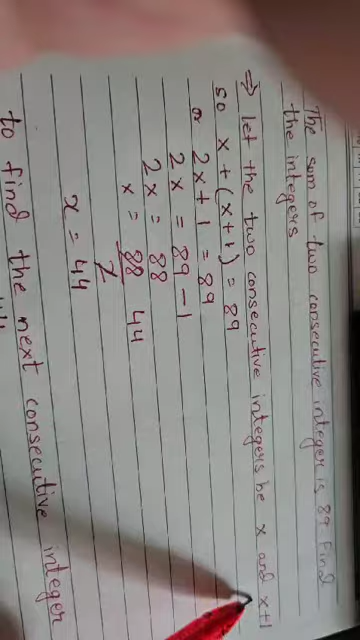 The sum of two consecutive integer is 89 find
the integers
⇒ let the two consecutive integers be x and x+1
so x + (x+1) = 89
or 2x + 1 = 89
2x = 89 - 1
2x = 88
x = 88/2 44
x = 44
to find the next consecutive integer